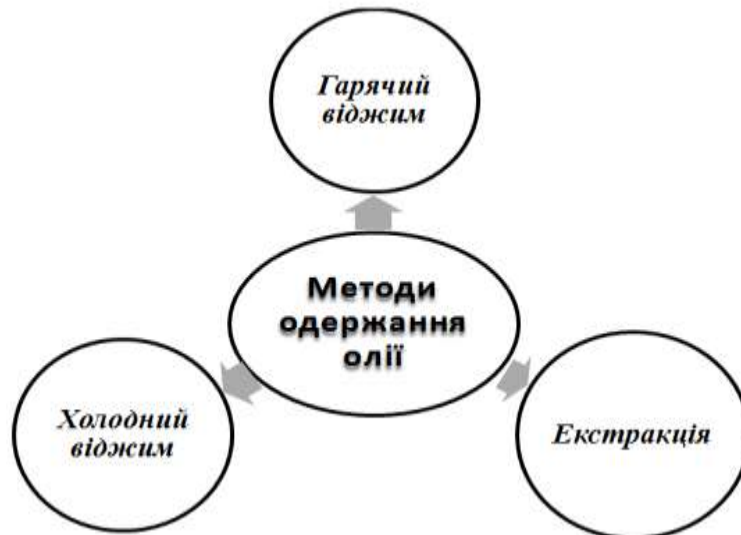 Гарячий
віджим
Методи
одержання
олії
Холодний
віджим
Екстракція